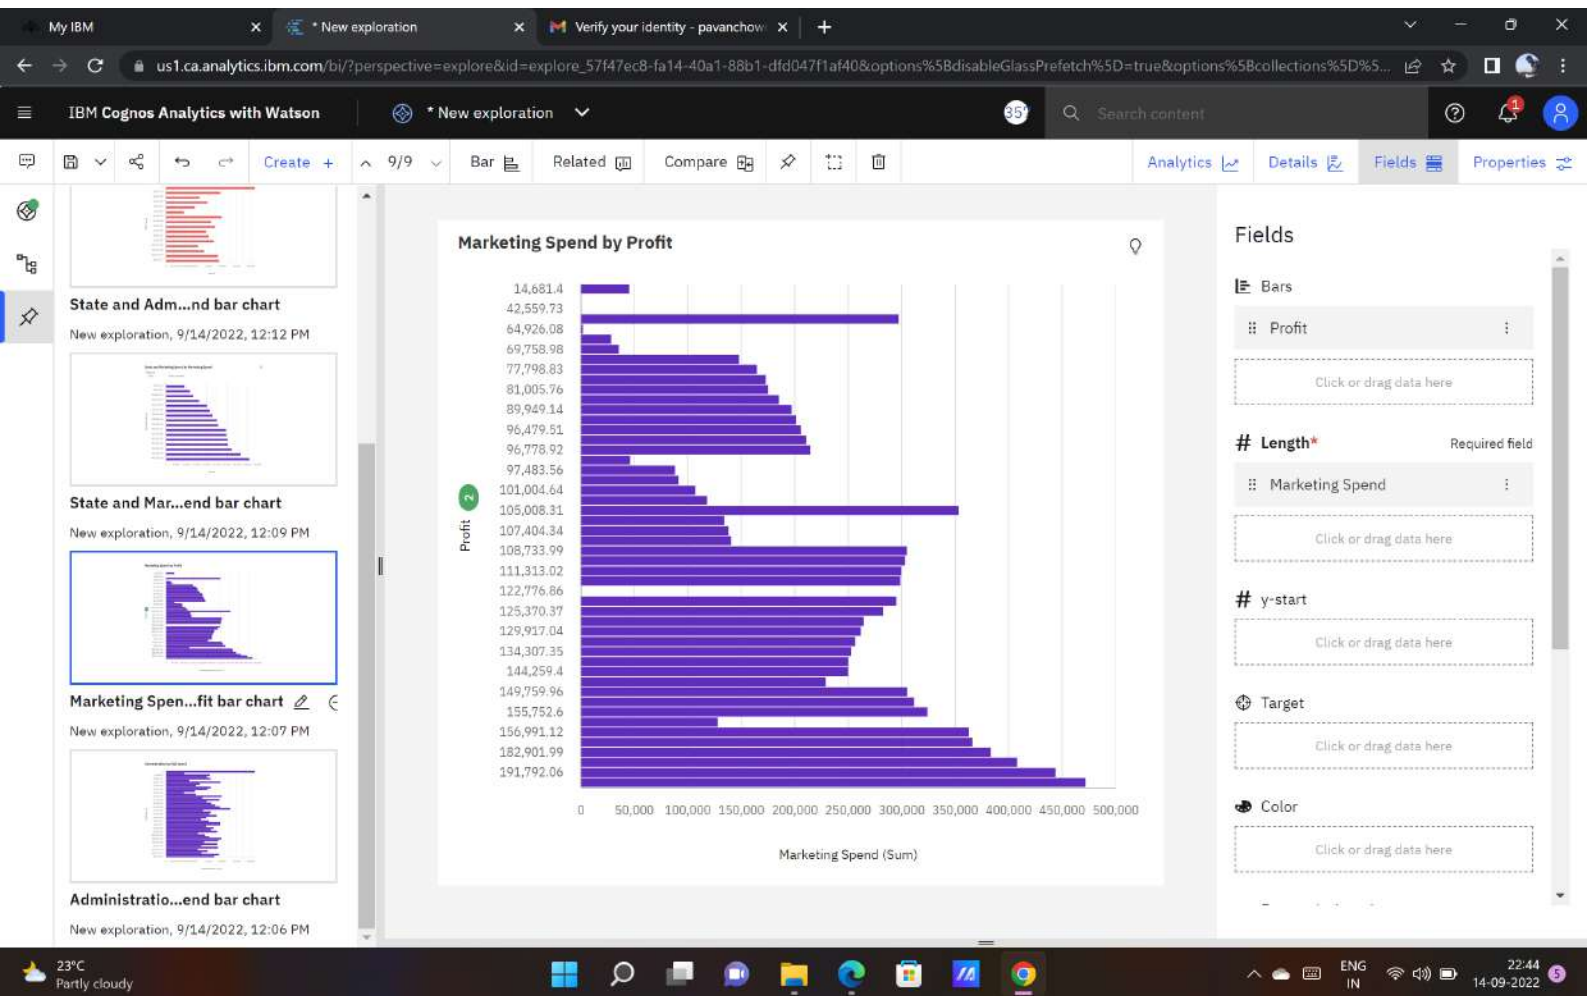 My IBM
* New exploration
Verify your identity - pavanchow
us1.ca.analytics.ibm.com/bi/?perspective=explore&id=explore_57f47ec8-fa14-40a1-88b1-dfd047f1af40&options%5BdisableGlassPrefetch%5D=true&options%5Bcollections%5D%5...
IBM Cognos Analytics with Watson
* New exploration
Search content
1
Create +
9/9
Bar
Related
Compare
Analytics
Details
Fields
Properties
State and Adm...nd bar chart
New exploration, 9/14/2022, 12:12 PM
State and Mar...end bar chart
New exploration, 9/14/2022, 12:09 PM
Marketing Spen...fit bar chart
New exploration, 9/14/2022, 12:07 PM
Administratio...end bar chart
New exploration, 9/14/2022, 12:06 PM
Marketing Spend by Profit
14,681.4
42,559.73
64,926.08
69,758.98
77,798.83
81,005.76
89,949.14
96,479.51
96,778.92
97,483.56
101,004.64
105,008.31
107,404.34
108,733.99
111,313.02
122,776.86
125,370.37
129,917.04
134,307.35
144,259.4
149,759.96
155,752.6
156,991.12
182,901.99
191,792.06
Profit
2
0 50,000 100,000 150,000 200,000 250,000 300,000 350,000 400,000 450,000 500,000
Marketing Spend (Sum)
Fields
Bars
Profit
Click or drag data here
# Length* Required field
Marketing Spend
Click or drag data here
# y-start
Click or drag data here
Target
Click or drag data here
Color
Click or drag data here
23°C
Partly cloudy
ENG
IN
22:44
14-09-2022
5